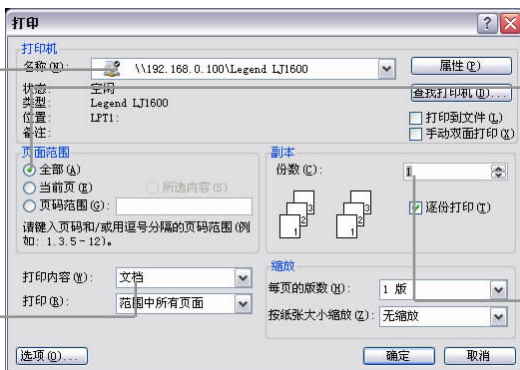 打印
打印机
名称(N): \\192.168.0.100\Legend LJ1600 属性(P)
状态: 空闲 查找打印机(D)...
类型: Legend LJ1600
位置: LPT1: 打印到文件(L)
备注: 手动双面打印(X)
页面范围
全部(A)
当前页(E) 所选内容(S)
页码范围(G):
请键入页码和/或用逗号分隔的页码范围(例
如: 1.3.5-12)。
副本
份数(C): 1
3 3
2 2
1 1
逐份打印(T)
打印内容(W): 文档
打印(R): 范围中所有页面
缩放
每页的版数(H): 1 版
按纸张大小缩放(Z): 无缩放
选项(O)... 确定 取消